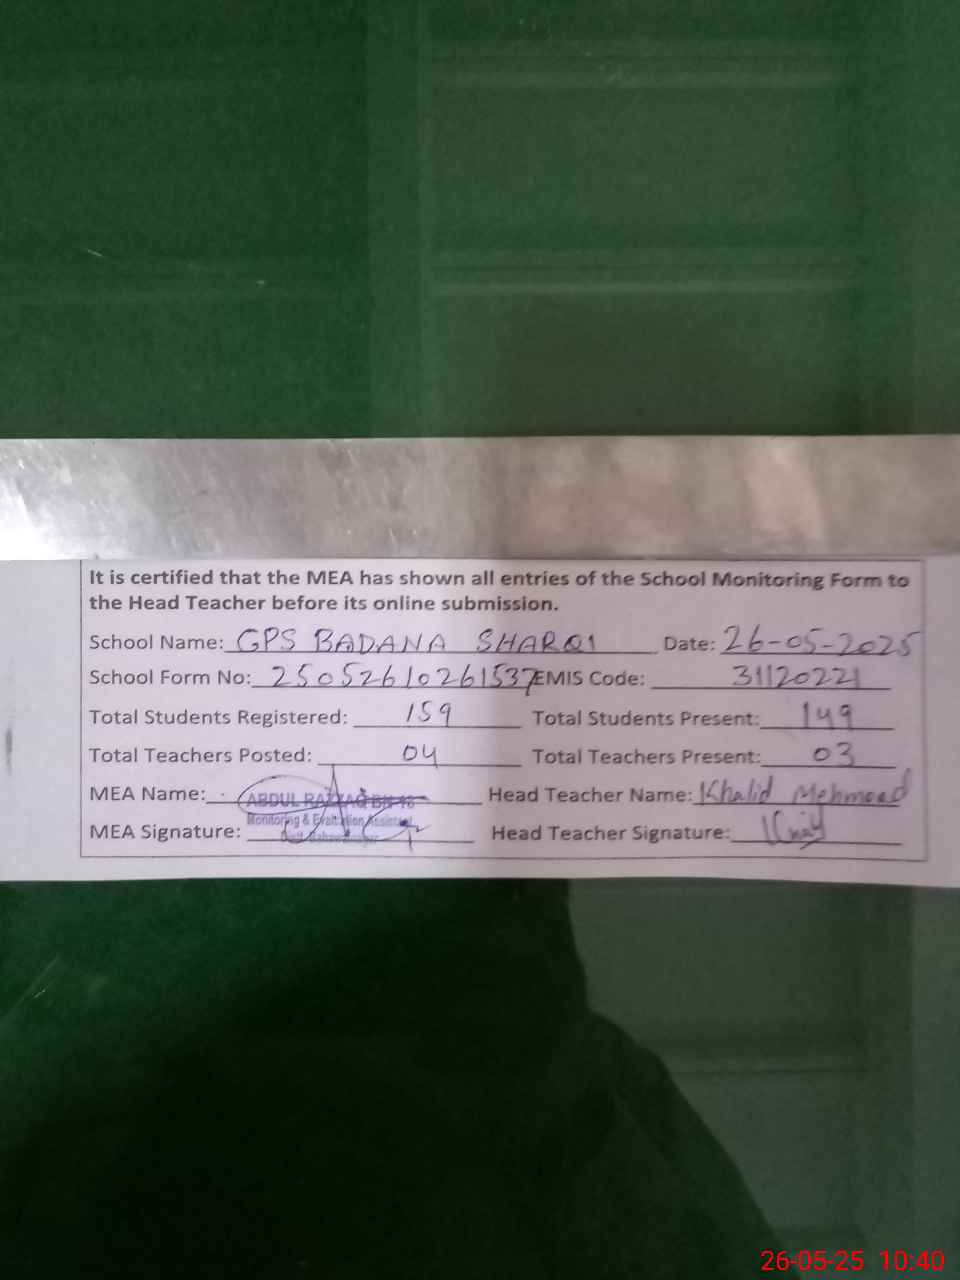 It is certified that the MEA has shown all entries of the School Monitoring Form to
the Head Teacher before its online submission.
School Name: GPS BADANA SHARQI Date: 26-05-2025
School Form No: 25052610261537 EMIS Code: 31120221
Total Students Registered: 159 Total Students Present: 149
Total Teachers Posted: 04 Total Teachers Present: 03
MEA Name: ABDUL RAZZAQ Head Teacher Name: Khalid Mehmood
Monitoring & Evaluation Assistant
MEA Signature: Head Teacher Signature:
26-05-25 10:40